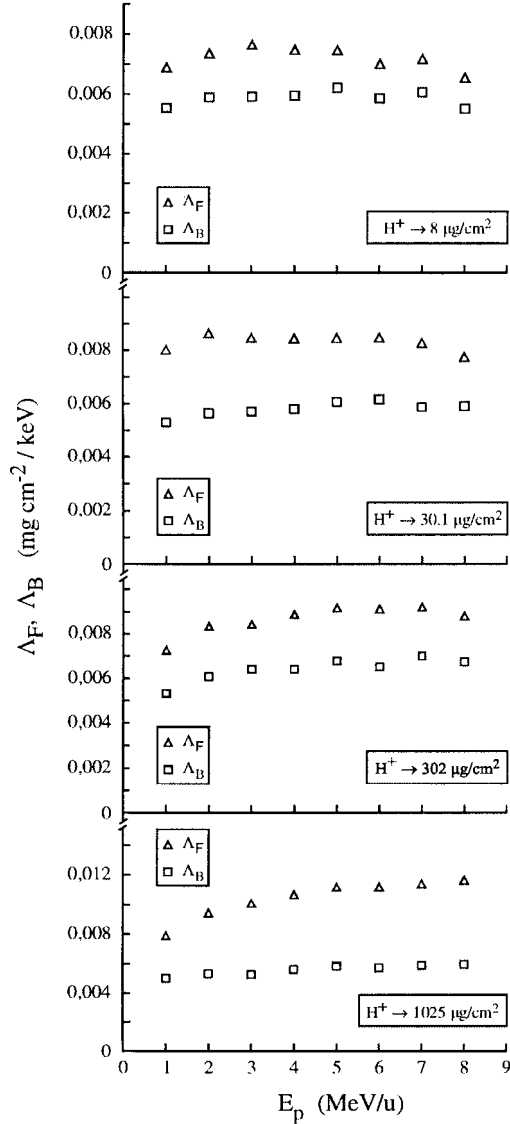 0,008
0,006
0,004
0,002
0
Λ_F
Λ_B
H⁺ → 8 μg/cm²
0,008
0,006
0,004
0,002
0
Λ_F
Λ_B
H⁺ → 30.1 μg/cm²
0,008
0,006
0,004
0,002
0
Λ_F
Λ_B
H⁺ → 302 μg/cm²
Λ_F
Λ_B
0,012
0,008
0,004
0
H⁺ → 1025 μg/cm²
0 1 2 3 4 5 6 7 8 9
E_p (MeV/u)
Λ_F, Λ_B (mg cm⁻² / keV)